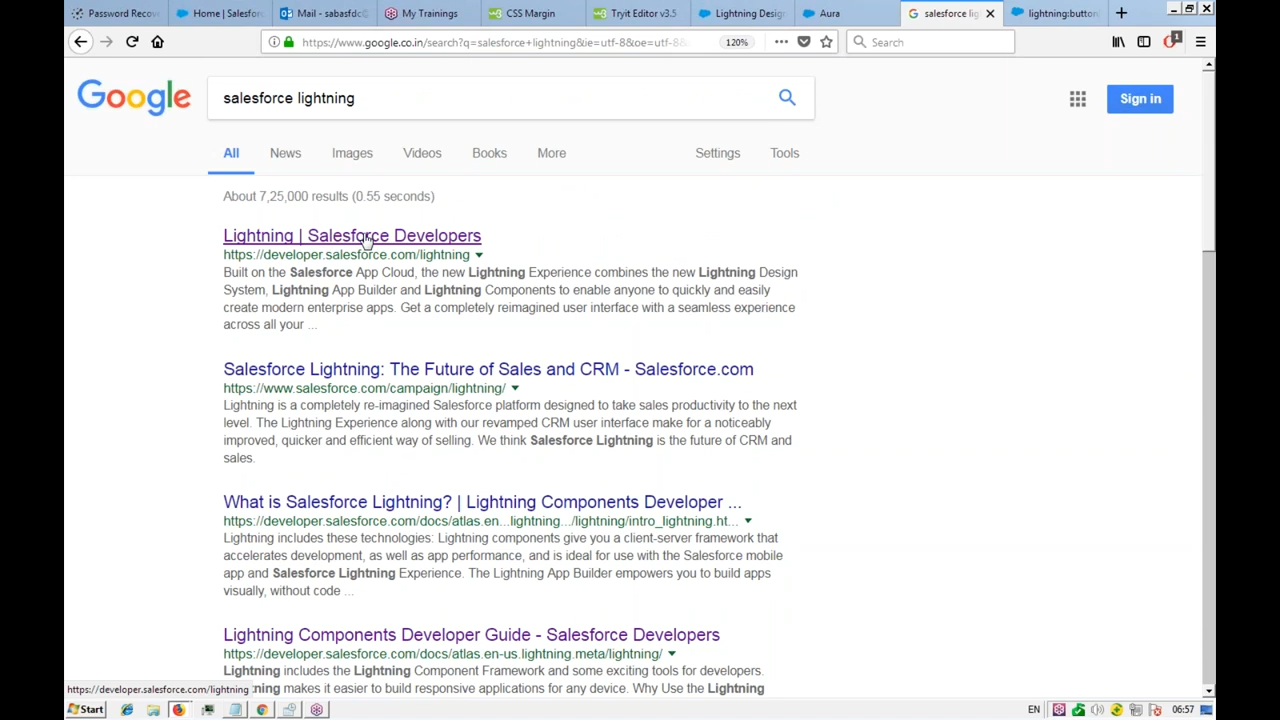 Password Recov
Home | Salesfor
Mail - sabasfdc@
My Trainings
CSS Margin
Tryit Editor v3.5
Lightning Desig
Aura
salesforce lig
lightning:button
https://www.google.co.in/search?q=salesforce+lightning&ie=utf-8&oe=utf-8&
120%
Search
1
Google
salesforce lightning
Sign in
All News Images Videos Books More Settings Tools
About 7,25,000 results (0.55 seconds)
Lightning | Salesforce Developers
https://developer.salesforce.com/lightning
Built on the Salesforce App Cloud, the new Lightning Experience combines the new Lightning Design
System, Lightning App Builder and Lightning Components to enable anyone to quickly and easily
create modern enterprise apps. Get a completely reimagined user interface with a seamless experience
across all your ...
Salesforce Lightning: The Future of Sales and CRM - Salesforce.com
https://www.salesforce.com/campaign/lightning/
Lightning is a completely re-imagined Salesforce platform designed to take sales productivity to the next
level. The Lightning Experience along with our revamped CRM user interface make for a noticeably
improved, quicker and efficient way of selling. We think Salesforce Lightning is the future of CRM and
sales.
What is Salesforce Lightning? | Lightning Components Developer ...
https://developer.salesforce.com/docs/atlas.en...lightning.../lightning/intro_lightning.ht...
Lightning includes these technologies: Lightning components give you a client-server framework that
accelerates development, as well as app performance, and is ideal for use with the Salesforce mobile
app and Salesforce Lightning Experience. The Lightning App Builder empowers you to build apps
visually, without code ...
Lightning Components Developer Guide - Salesforce Developers
https://developer.salesforce.com/docs/atlas.en-us.lightning.meta/lightning/
Lightning includes the Lightning Component Framework and some exciting tools for developers.
https://developer.salesforce.com/lightning
tning makes it easier to build responsive applications for any device. Why Use the Lightning
Start
EN
06:57